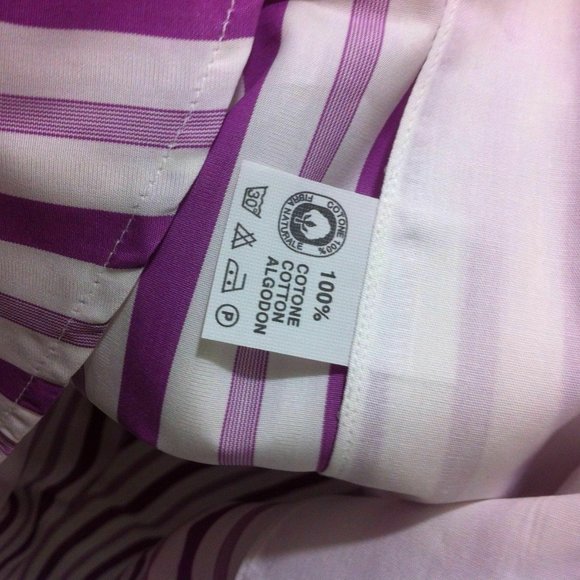 COTONE 100%
FIBRA NATURALE
30°
P
100%
COTONE
COTTON
ALGODON